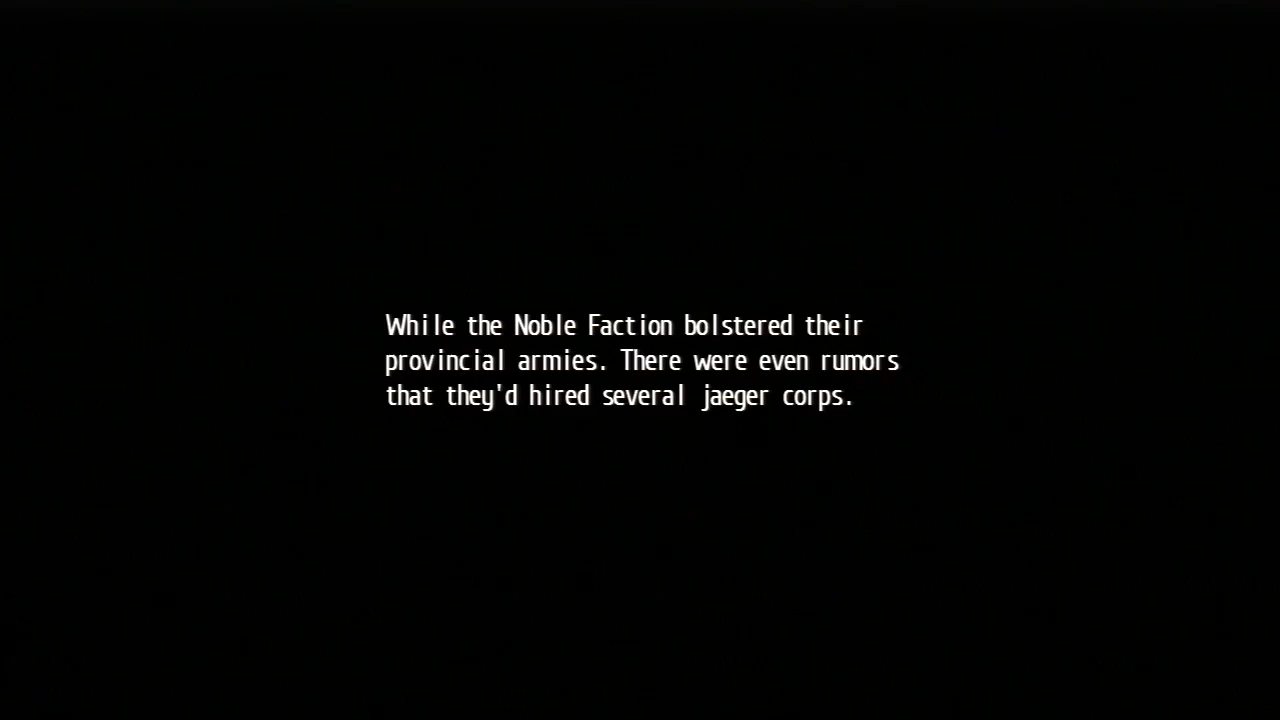 While the Noble Faction bolstered their
provincial armies. There were even rumors
that they'd hired several jaeger corps.